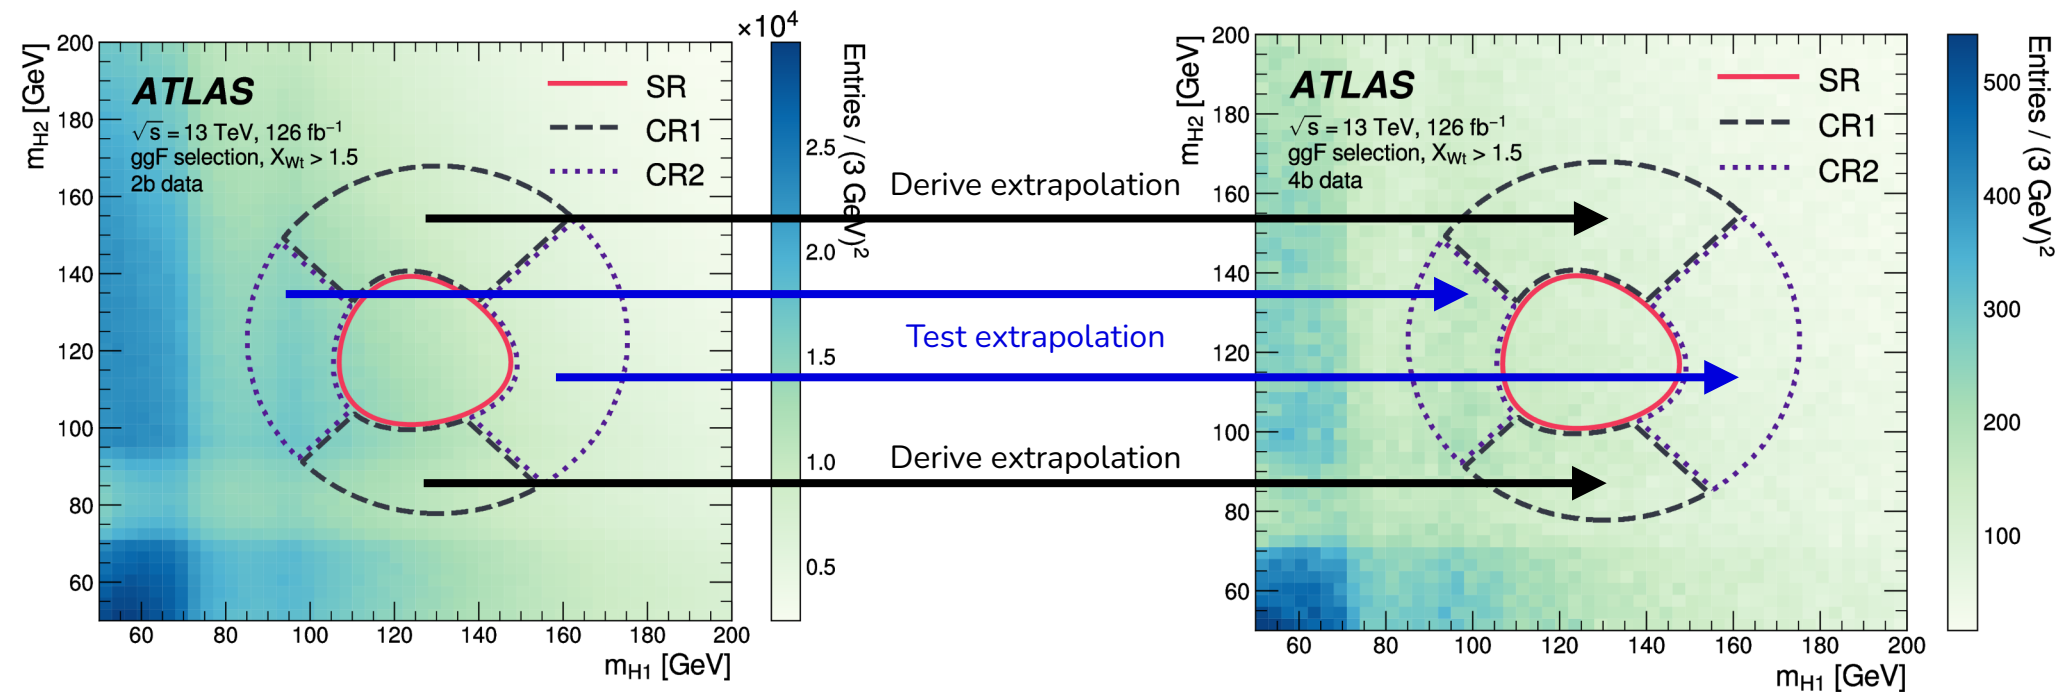 ×10⁴
200
180
160
140
120
100
80
60
m_H2 [GeV]
ATLAS
√s = 13 TeV, 126 fb⁻¹
ggF selection, X_Wt > 1.5
2b data
SR
CR1
CR2
60 80 100 120 140 160 180 200
m_H1 [GeV]
2.5
2.0
1.5
1.0
0.5
Entries / (3 GeV)²
Derive extrapolation
Test extrapolation
Derive extrapolation
200
180
160
140
120
100
80
60
m_H2 [GeV]
ATLAS
√s = 13 TeV, 126 fb⁻¹
ggF selection, X_Wt > 1.5
4b data
SR
CR1
CR2
60 80 100 120 140 160 180 200
m_H1 [GeV]
500
400
300
200
100
Entries / (3 GeV)²